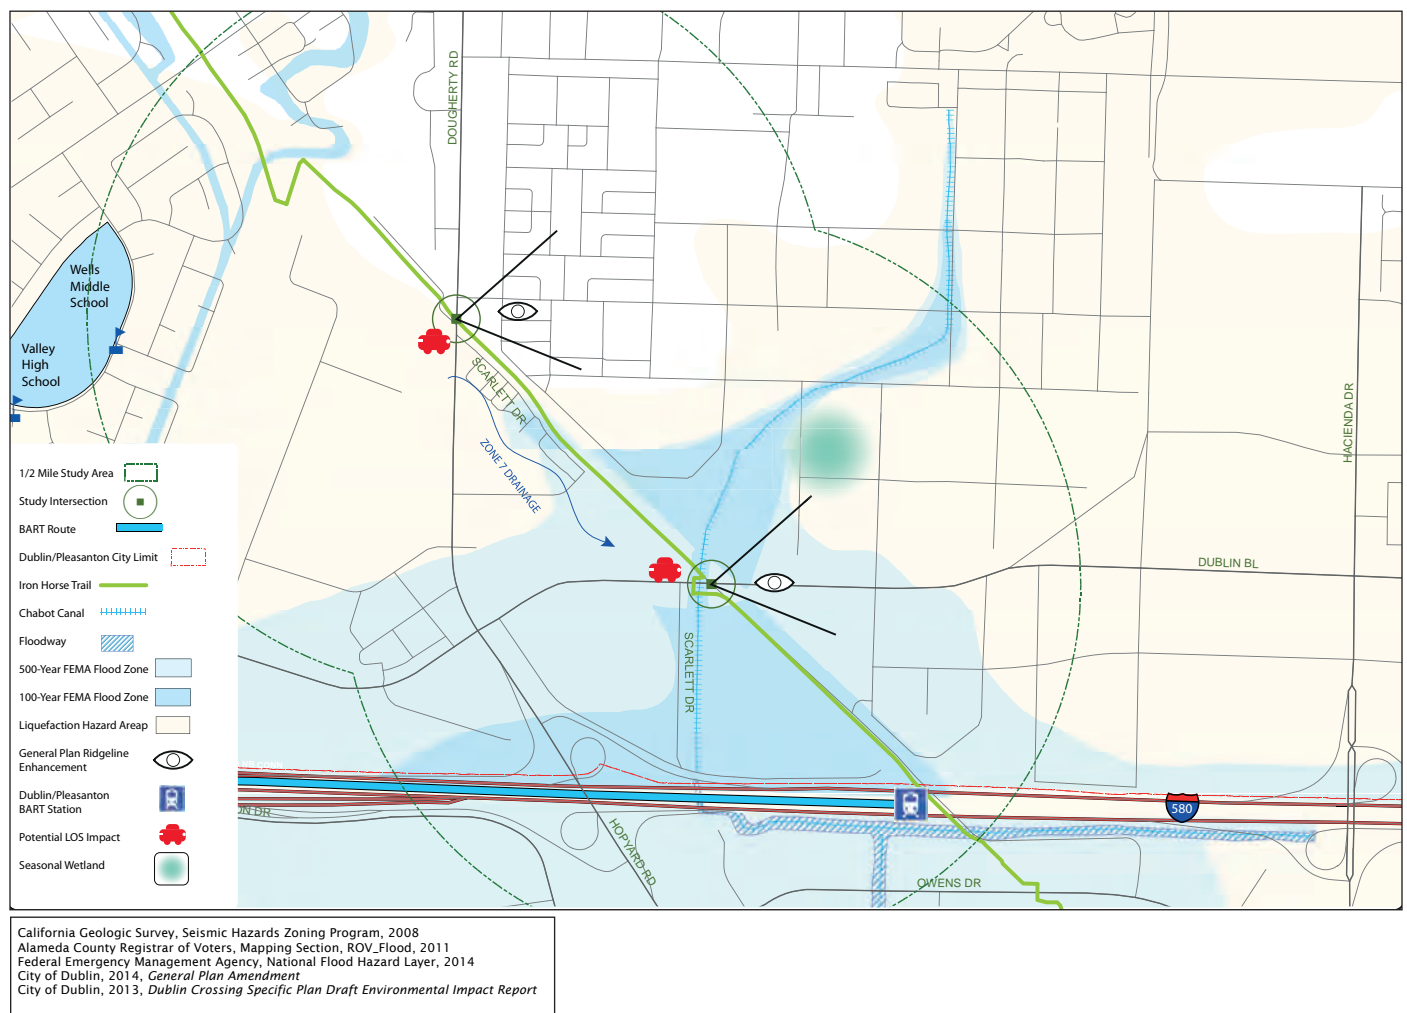 DOUGHERTY RD
Wells
Middle
School
Valley
High
School
SCARLETT DR
ZONE 7 DRAINAGE
HACIENDA DR
DUBLIN BL
SCARLETT DR
580
HOPYARD RD
OWENS DR
ON DR
1/2 Mile Study Area
Study Intersection
BART Route
Dublin/Pleasanton City Limit
Iron Horse Trail
Chabot Canal
Floodway
500-Year FEMA Flood Zone
100-Year FEMA Flood Zone
Liquefaction Hazard Areap
General Plan Ridgeline
Enhancement
Dublin/Pleasanton
BART Station
Potential LOS Impact
Seasonal Wetland
California Geologic Survey, Seismic Hazards Zoning Program, 2008
Alameda County Registrar of Voters, Mapping Section, ROV_Flood, 2011
Federal Emergency Management Agency, National Flood Hazard Layer, 2014
City of Dublin, 2014, General Plan Amendment
City of Dublin, 2013, Dublin Crossing Specific Plan Draft Environmental Impact Report